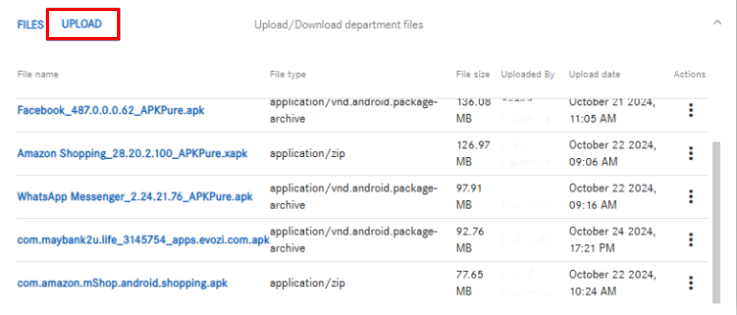 FILES UPLOAD Upload/Download department files
File name File type File size Uploaded By Upload date Actions
Facebook_487.0.0.0.62_APKPure.apk application/vnd.android.package-archive 136.08 MB October 21 2024, 11:05 AM
Amazon Shopping_28.20.2.100_APKPure.xapk application/zip 126.97 MB October 22 2024, 09:06 AM
WhatsApp Messenger_2.24.21.76_APKPure.apk application/vnd.android.package-archive 97.91 MB October 22 2024, 09:16 AM
com.maybank2u.life_3145754_apps.evozi.com.apk application/vnd.android.package-archive 92.76 MB October 24 2024, 17:21 PM
com.amazon.mShop.android.shopping.apk application/zip 77.65 MB October 22 2024, 10:24 AM